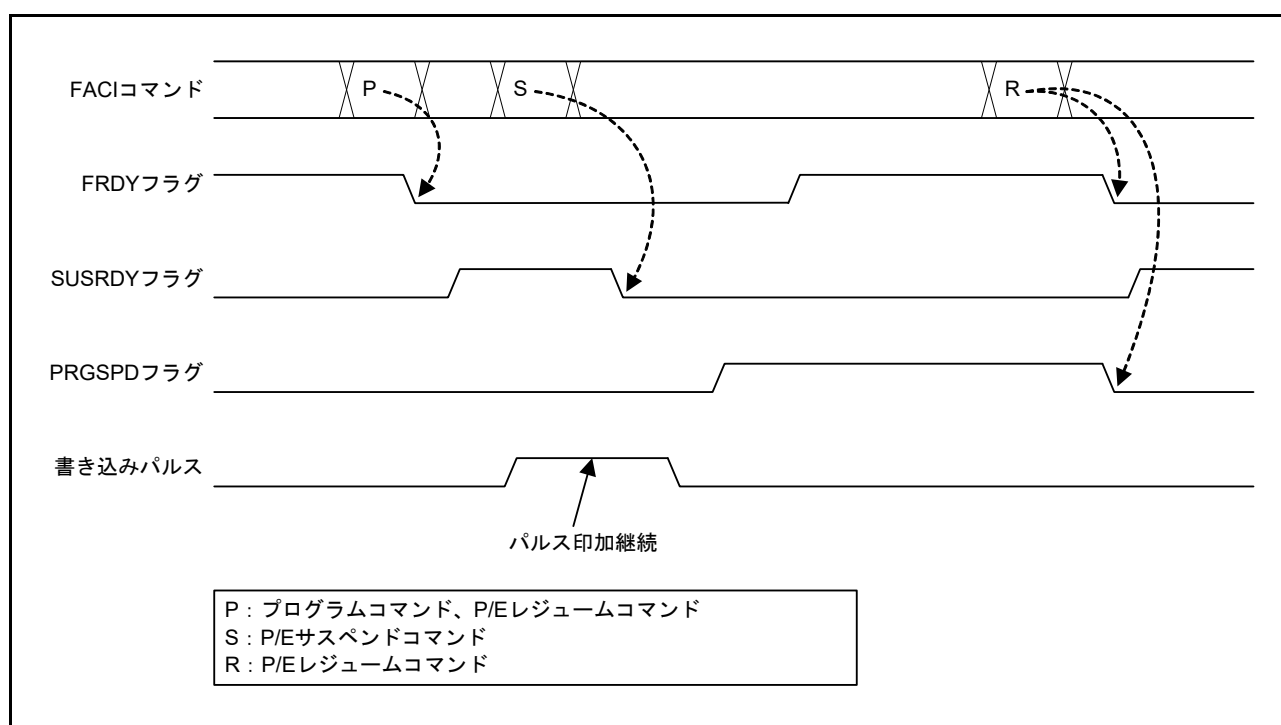 FACIコマンド
P
S
R
FRDYフラグ
SUSRDYフラグ
PRGSPDフラグ
書き込みパルス
パルス印加継続
P:プログラムコマンド、P/Eレジュームコマンド
S:P/Eサスペンドコマンド
R:P/Eレジュームコマンド